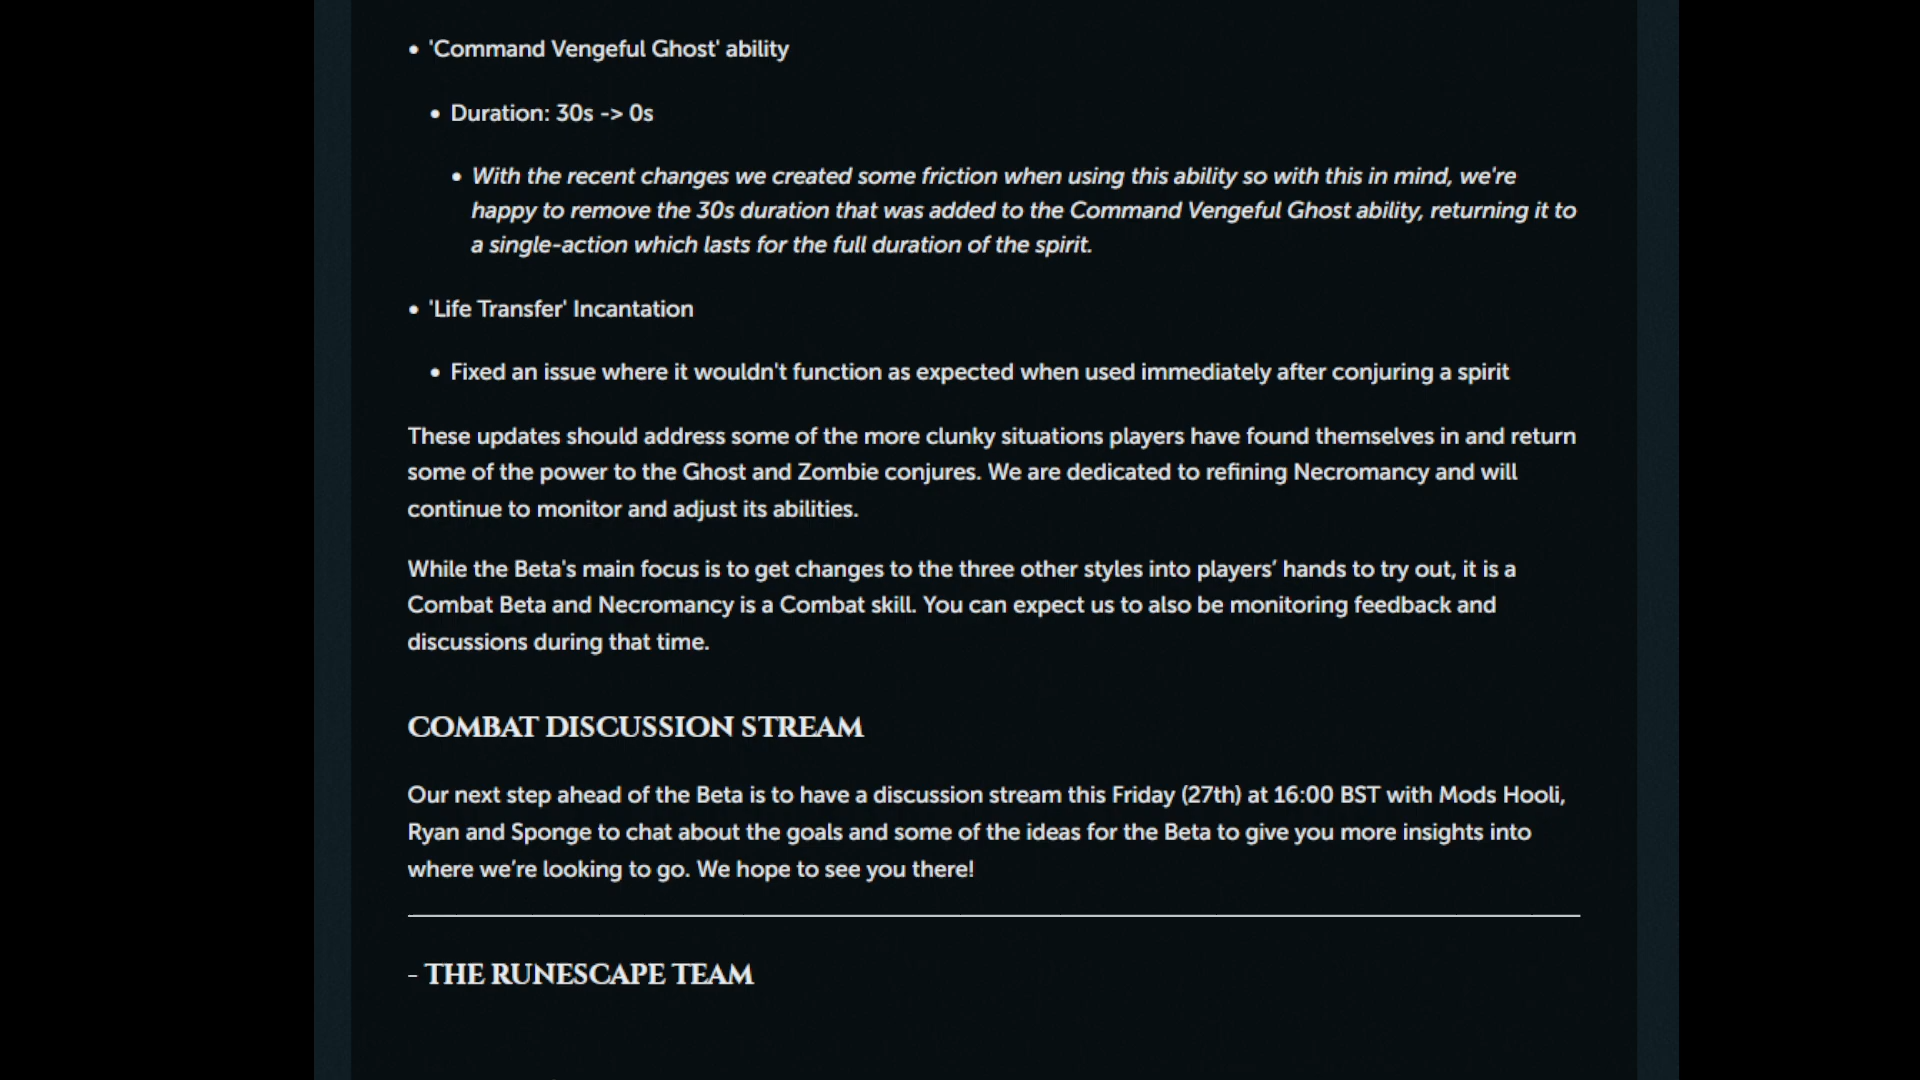 • 'Command Vengeful Ghost' ability
• Duration: 30s -> 0s
• With the recent changes we created some friction when using this ability so with this in mind, we're
happy to remove the 30s duration that was added to the Command Vengeful Ghost ability, returning it to
a single-action which lasts for the full duration of the spirit.
• 'Life Transfer' Incantation
• Fixed an issue where it wouldn't function as expected when used immediately after conjuring a spirit
These updates should address some of the more clunky situations players have found themselves in and return
some of the power to the Ghost and Zombie conjures. We are dedicated to refining Necromancy and will
continue to monitor and adjust its abilities.
While the Beta's main focus is to get changes to the three other styles into players’ hands to try out, it is a
Combat Beta and Necromancy is a Combat skill. You can expect us to also be monitoring feedback and
discussions during that time.
COMBAT DISCUSSION STREAM
Our next step ahead of the Beta is to have a discussion stream this Friday (27th) at 16:00 BST with Mods Hooli,
Ryan and Sponge to chat about the goals and some of the ideas for the Beta to give you more insights into
where we’re looking to go. We hope to see you there!
- THE RUNESCAPE TEAM